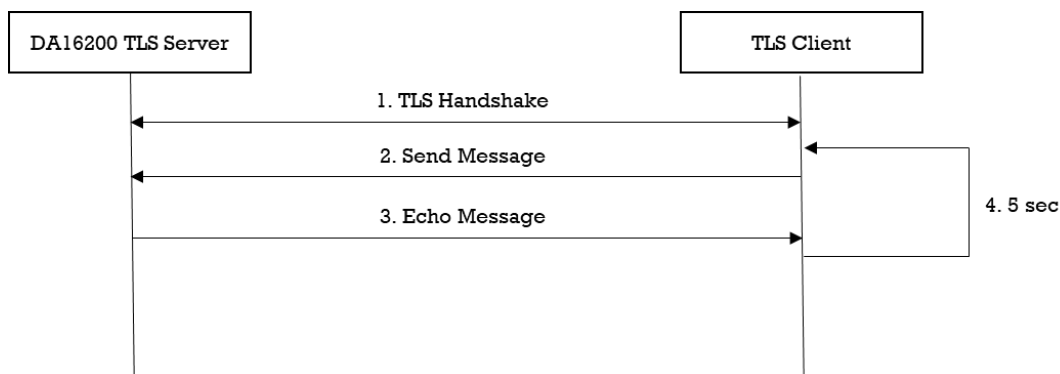 DA16200 TLS Server
TLS Client
1. TLS Handshake
2. Send Message
3. Echo Message
4. 5 sec